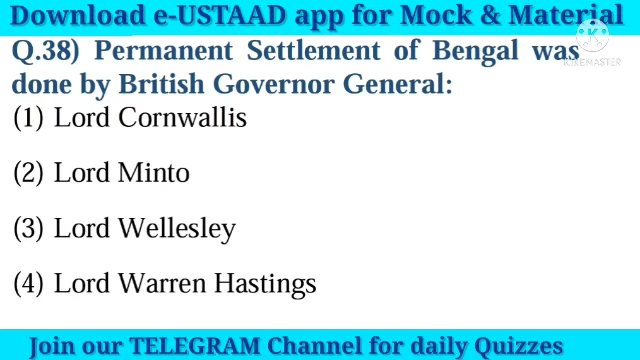 Download e-USTAAD app for Mock & Material
Q.38) Permanent Settlement of Bengal was
done by British Governor General:
KINEMASTER
(1) Lord Cornwallis
(2) Lord Minto
(3) Lord Wellesley
(4) Lord Warren Hastings
Join our TELEGRAM Channel for daily Quizzes